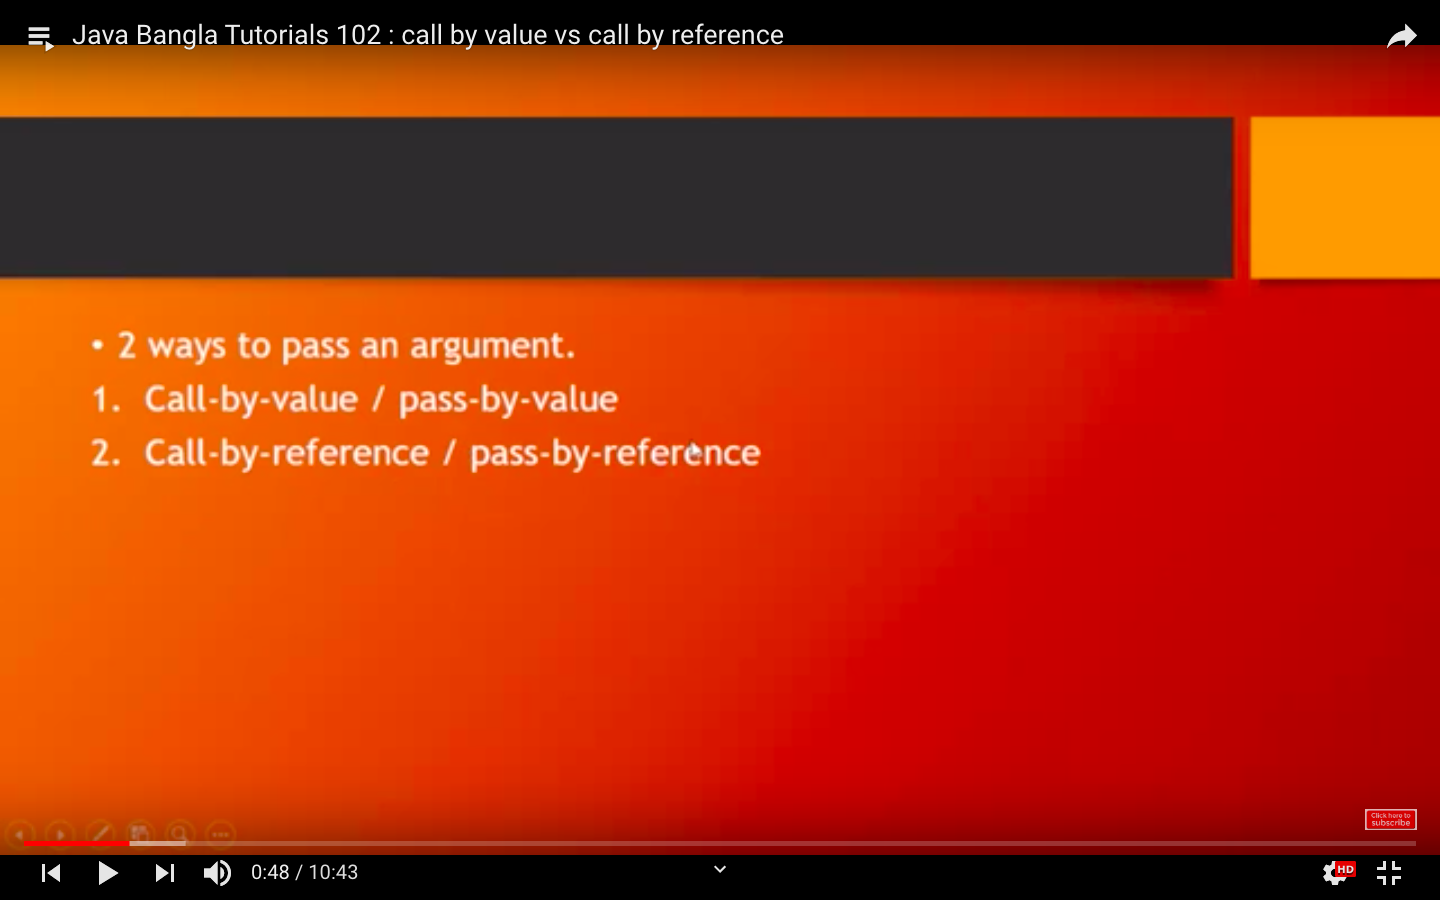 Java Bangla Tutorials 102 : call by value vs call by reference
• 2 ways to pass an argument.
1. Call-by-value / pass-by-value
2. Call-by-reference / pass-by-reference
Click here to
subscribe
0:48 / 10:43
HD